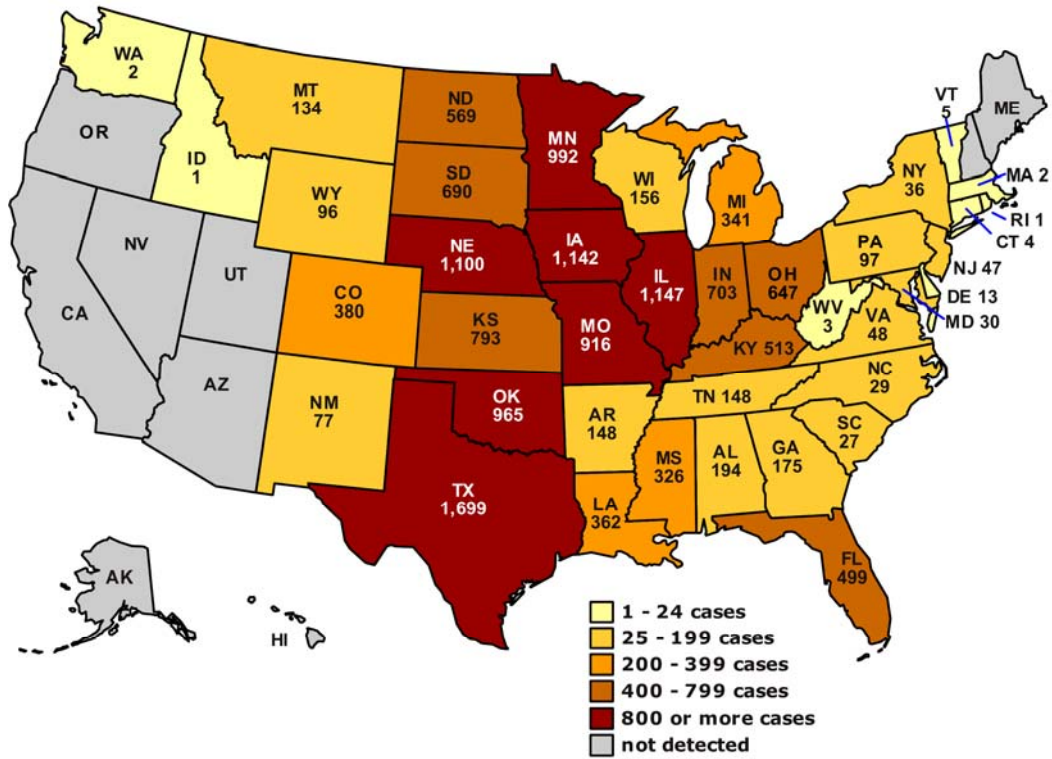 WA
2
MT
134
ND
569
MN
992
VT
5
ME
OR
ID
1
SD
690
WI
156
MI
341
NY
36
MA 2
RI 1
CT 4
WY
96
NV
UT
CA
NE
1,100
IA
1,142
IL
1,147
IN
703
OH
647
PA
97
NJ 47
DE 13
MD 30
WV
3
VA
48
CO
380
KS
793
MO
916
KY 513
AZ
NM
77
OK
965
AR
148
TN 148
NC
29
SC
27
MS
326
AL
194
GA
175
TX
1,699
LA
362
FL
499
AK
HI
1 - 24 cases
25 - 199 cases
200 - 399 cases
400 - 799 cases
800 or more cases
not detected